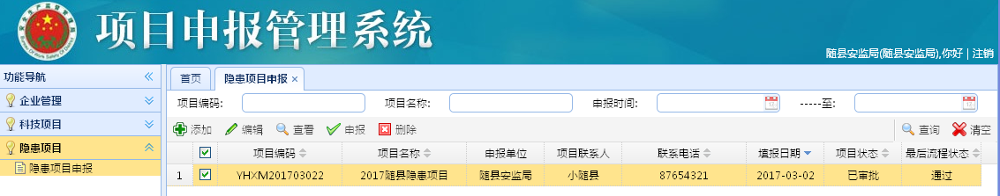 项目申报管理系统
随县安监局(随县安监局),你好 | 注销
功能导航
首页 隐患项目申报
企业管理
科技项目
隐患项目
隐患项目申报
项目编码: 项目名称: 申报时间: -----至:
添加 编辑 查看 申报 删除 查询 清空
项目编码 项目名称 申报单位 项目联系人 联系电话 填报日期 项目状态 最后流程状态
1 YHXM201703022 2017随县隐患项目 随县安监局 小随县 87654321 2017-03-02 已审批 通过